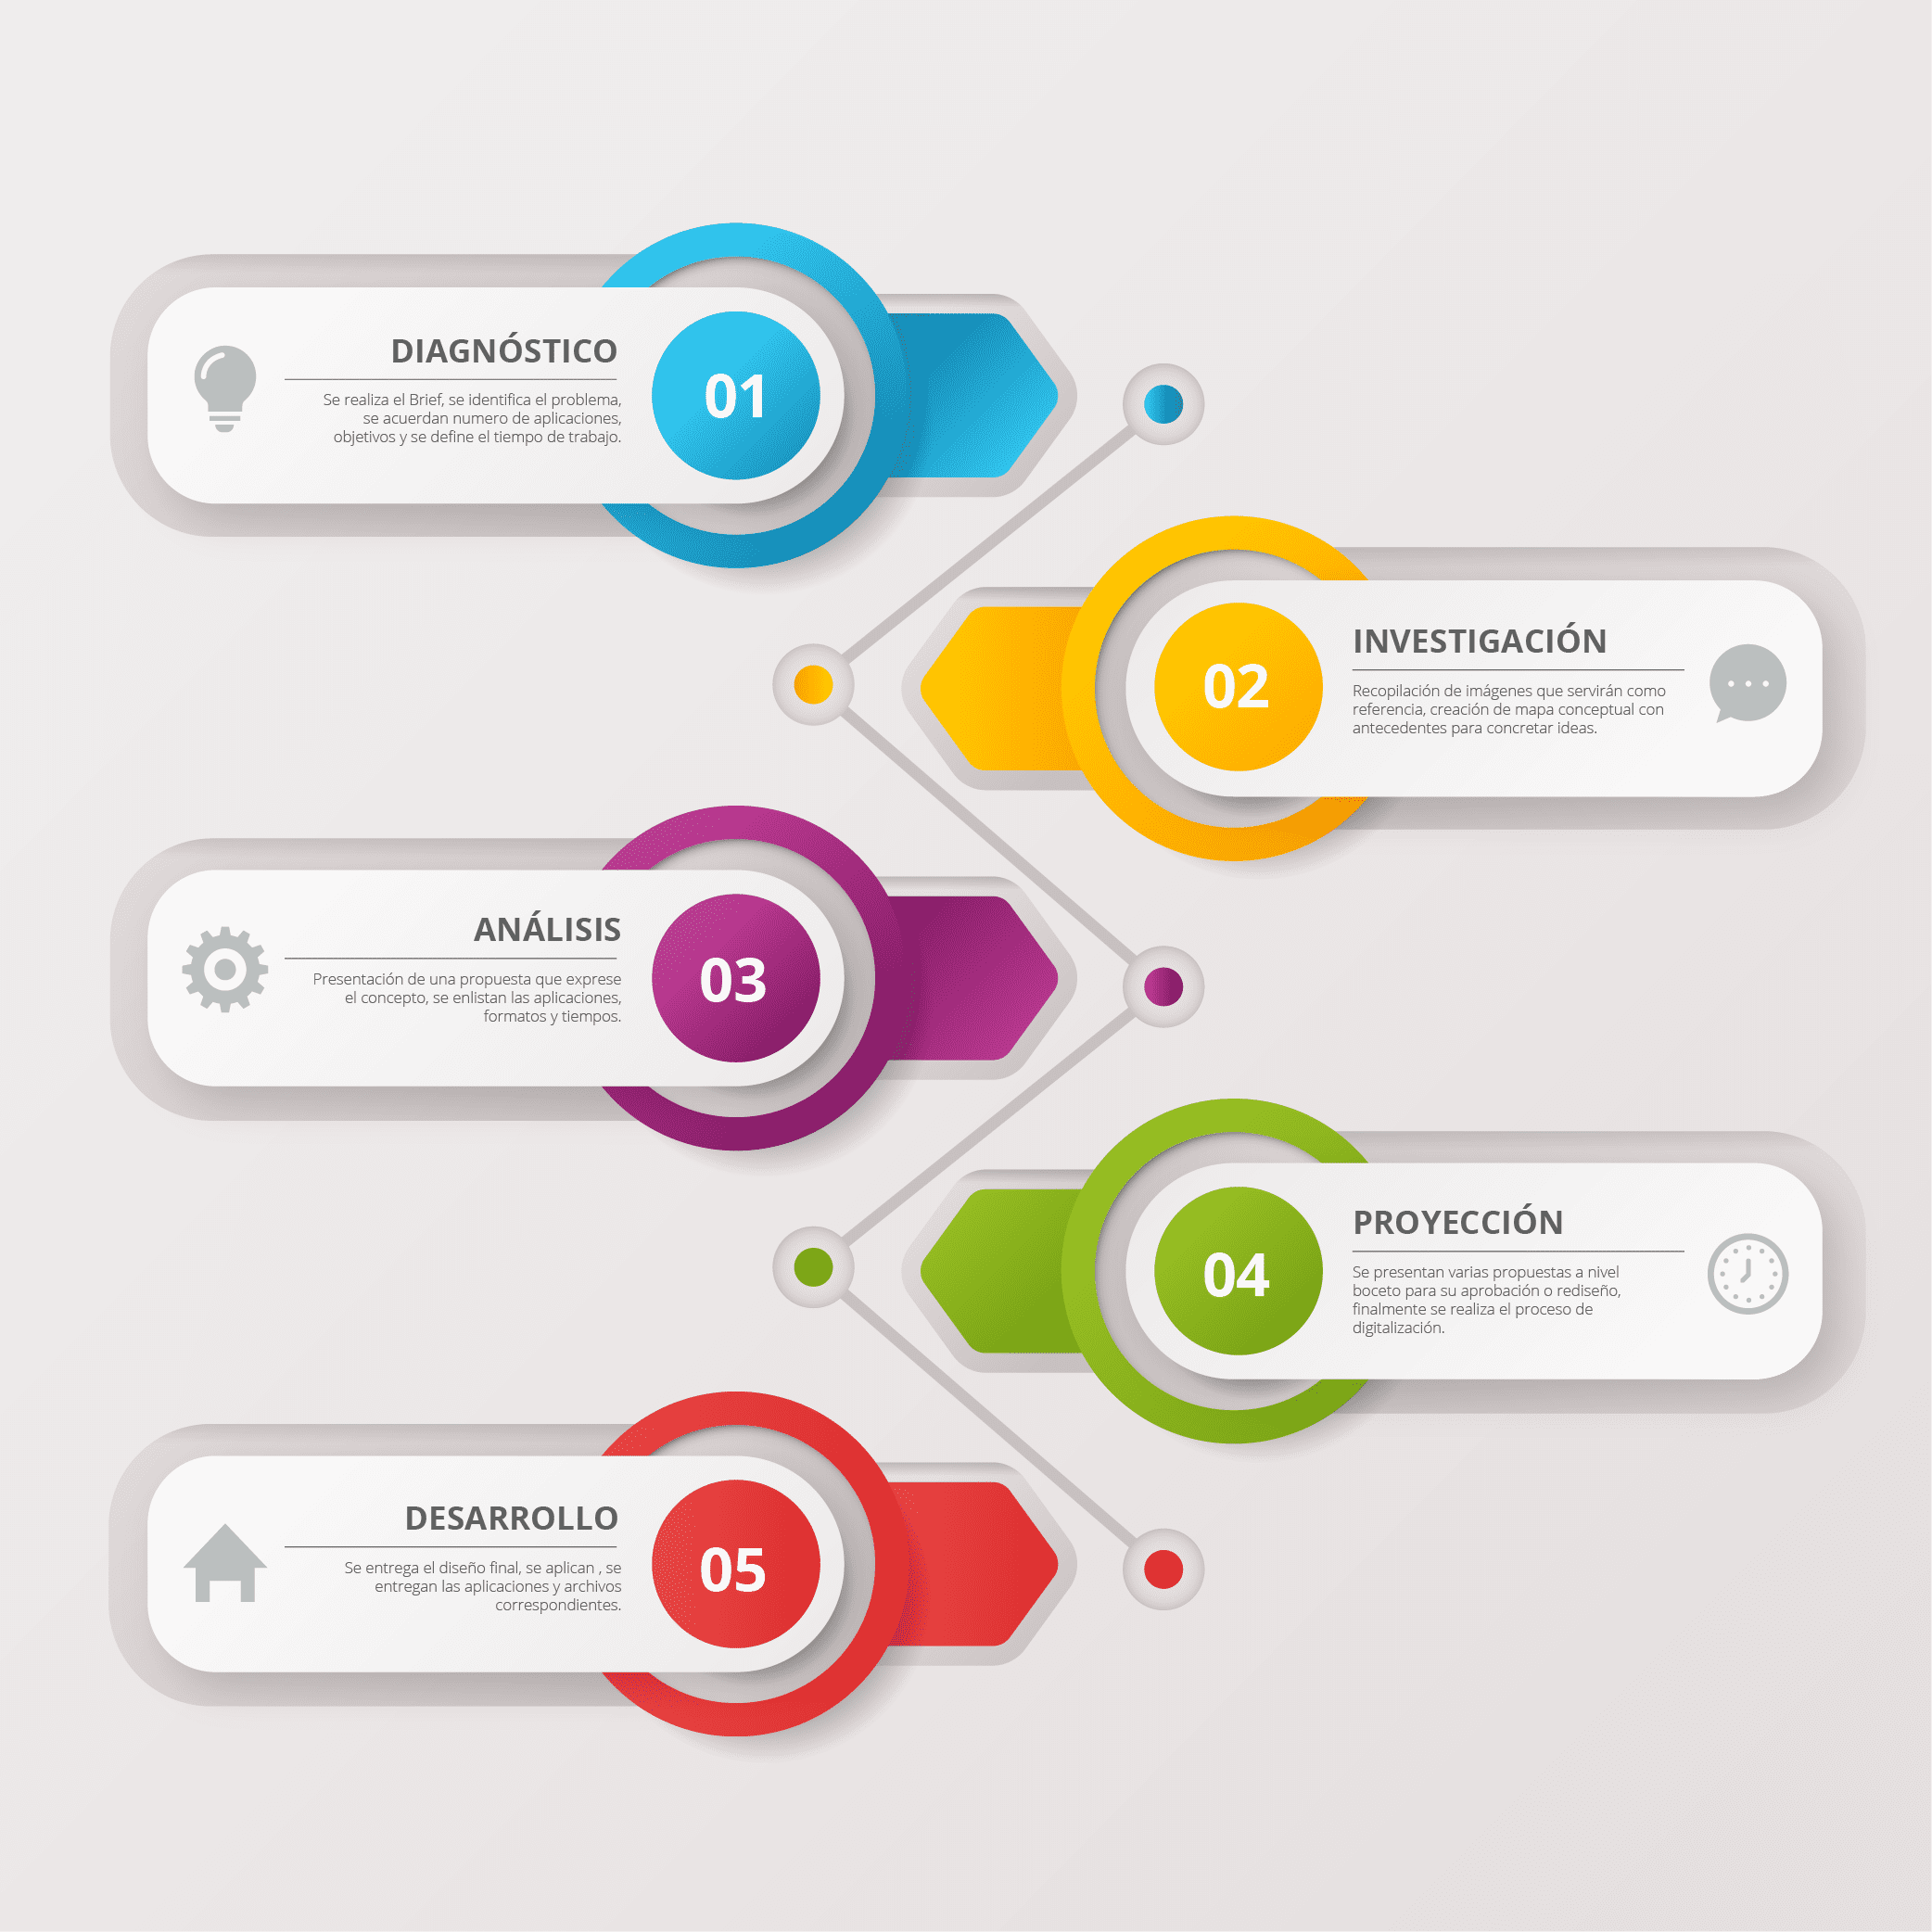 DIAGNÓSTICO
Se realiza el Brief, se identifica el problema,
se acuerdan numero de aplicaciones,
objetivos y se define el tiempo de trabajo.
01
02
INVESTIGACIÓN
Recopilación de imágenes que servirán como
referencia, creación de mapa conceptual con
antecedentes para concretar ideas.
ANÁLISIS
Presentación de una propuesta que exprese
el concepto, se enlistan las aplicaciones,
formatos y tiempos.
03
04
PROYECCIÓN
Se presentan varias propuestas a nivel
boceto para su aprobación o rediseño,
finalmente se realiza el proceso de
digitalización.
DESARROLLO
Se entrega el diseño final, se aplican , se
entregan las aplicaciones y archivos
correspondientes.
05